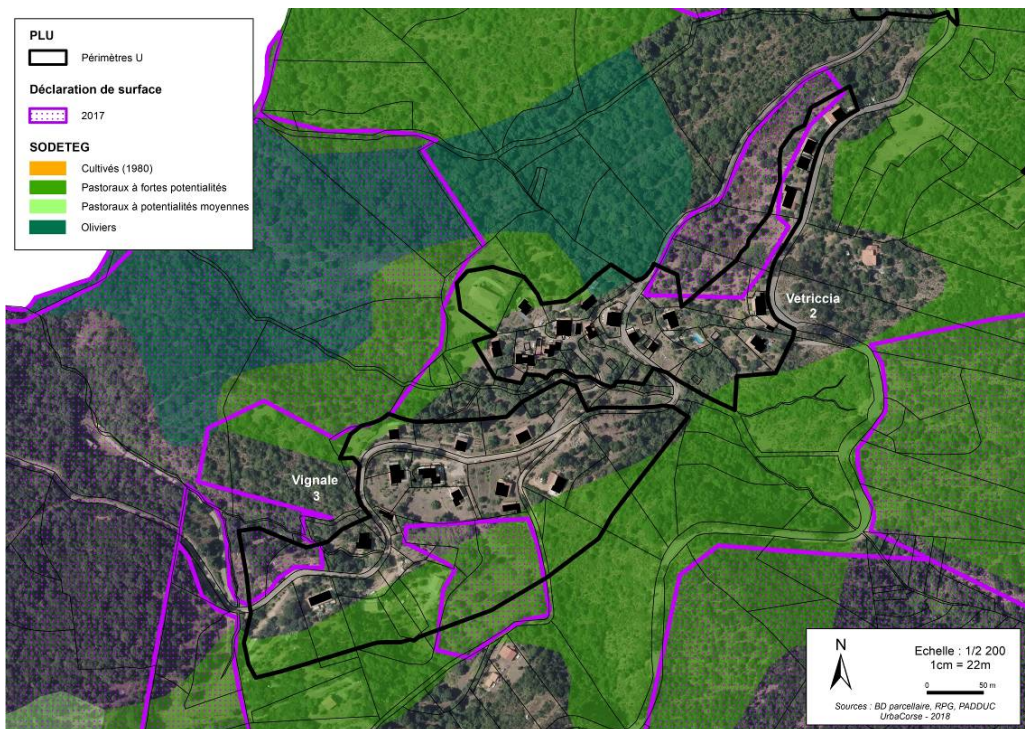 PLU
Périmètres U
Déclaration de surface
2017
SODETEG
Cultivés (1980)
Pastoraux à fortes potentialités
Pastoraux à potentialités moyennes
Oliviers
Vetriccia
2
Vignale
3
N
Echelle : 1/2 200
1cm = 22m
0 50 m
Sources : BD parcellaire, RPG, PADDUC
UrbaCorse - 2018